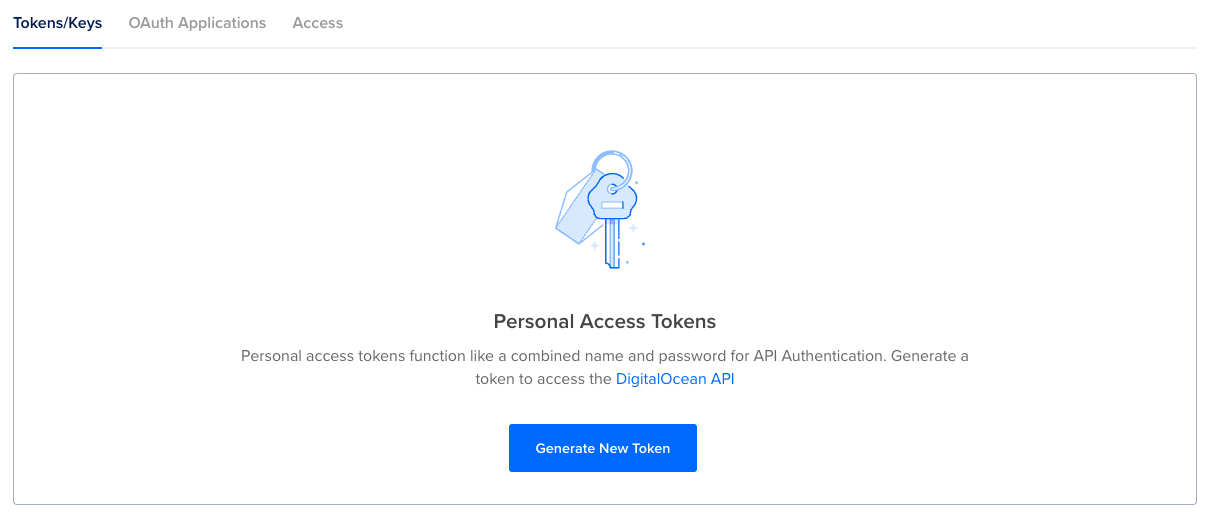 Tokens/Keys OAuth Applications Access
Personal Access Tokens
Personal access tokens function like a combined name and password for API Authentication. Generate a
token to access the DigitalOcean API
Generate New Token